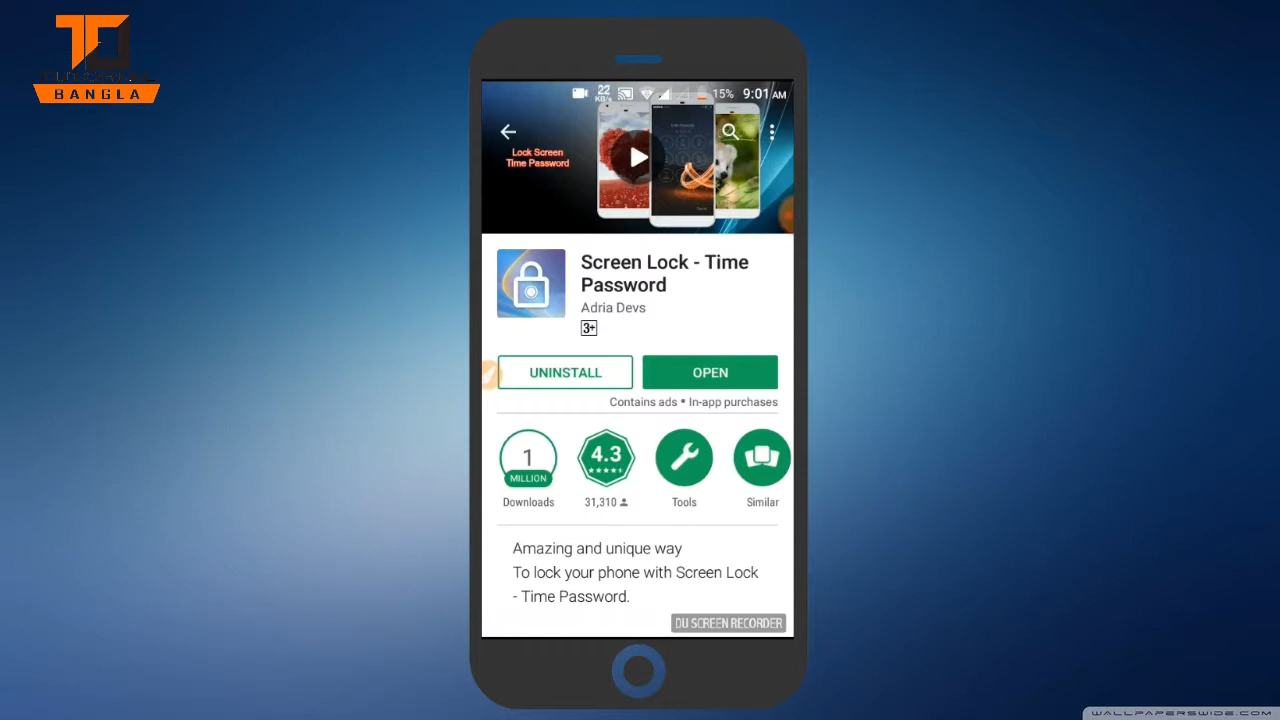 BANGLA
22
KB/s
15% 9:01 AM
Lock Screen
Time Password
Screen Lock - Time
Password
Adria Devs
3+
UNINSTALL
OPEN
Contains ads • In-app purchases
1
MILLION
Downloads
4.3
31,310
Tools
Similar
Amazing and unique way
To lock your phone with Screen Lock
- Time Password.
DU SCREEN RECORDER
WALLPAPERSWIDE.COM